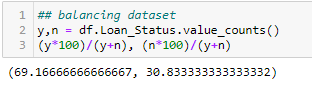 1 ## balancing dataset
2 y,n = df.Loan_Status.value_counts()
3 (y*100)/(y+n), (n*100)/(y+n)
(69.16666666666667, 30.833333333333332)